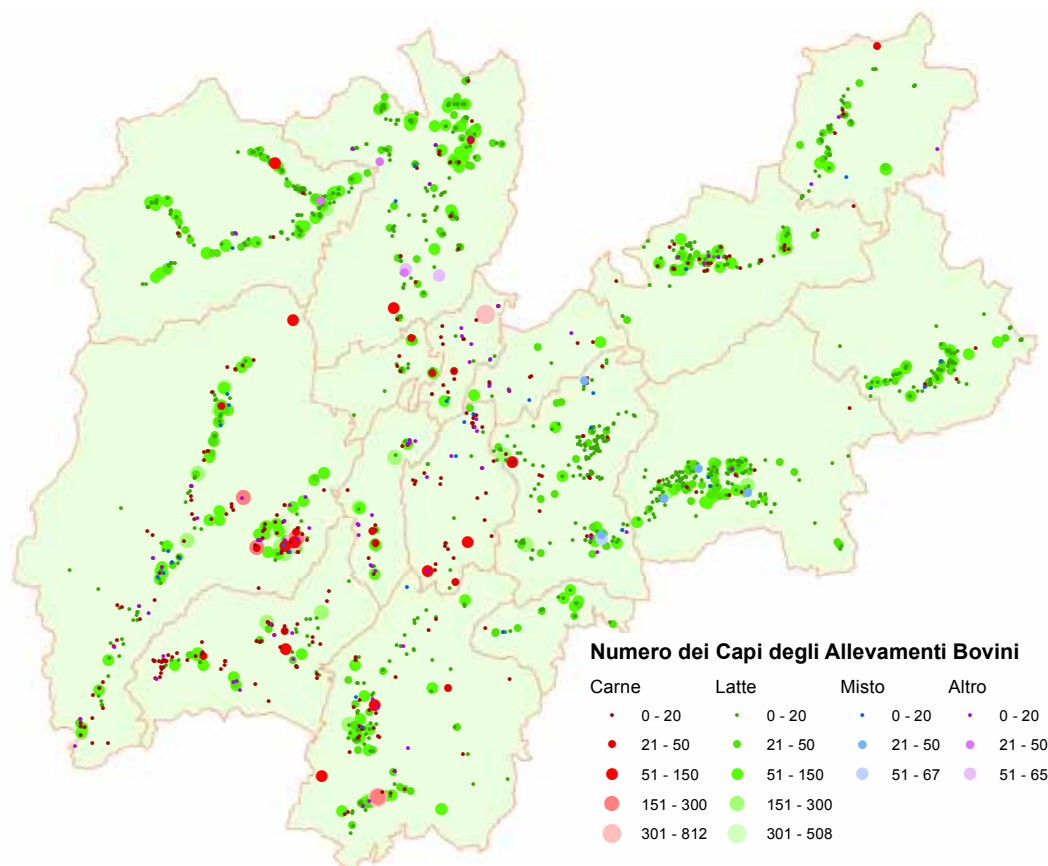 Numero dei Capi degli Allevamenti Bovini
Carne Latte Misto Altro
0 - 20 0 - 20 0 - 20 0 - 20
21 - 50 21 - 50 21 - 50 21 - 50
51 - 150 51 - 150 51 - 67 51 - 65
151 - 300 151 - 300
301 - 812 301 - 508